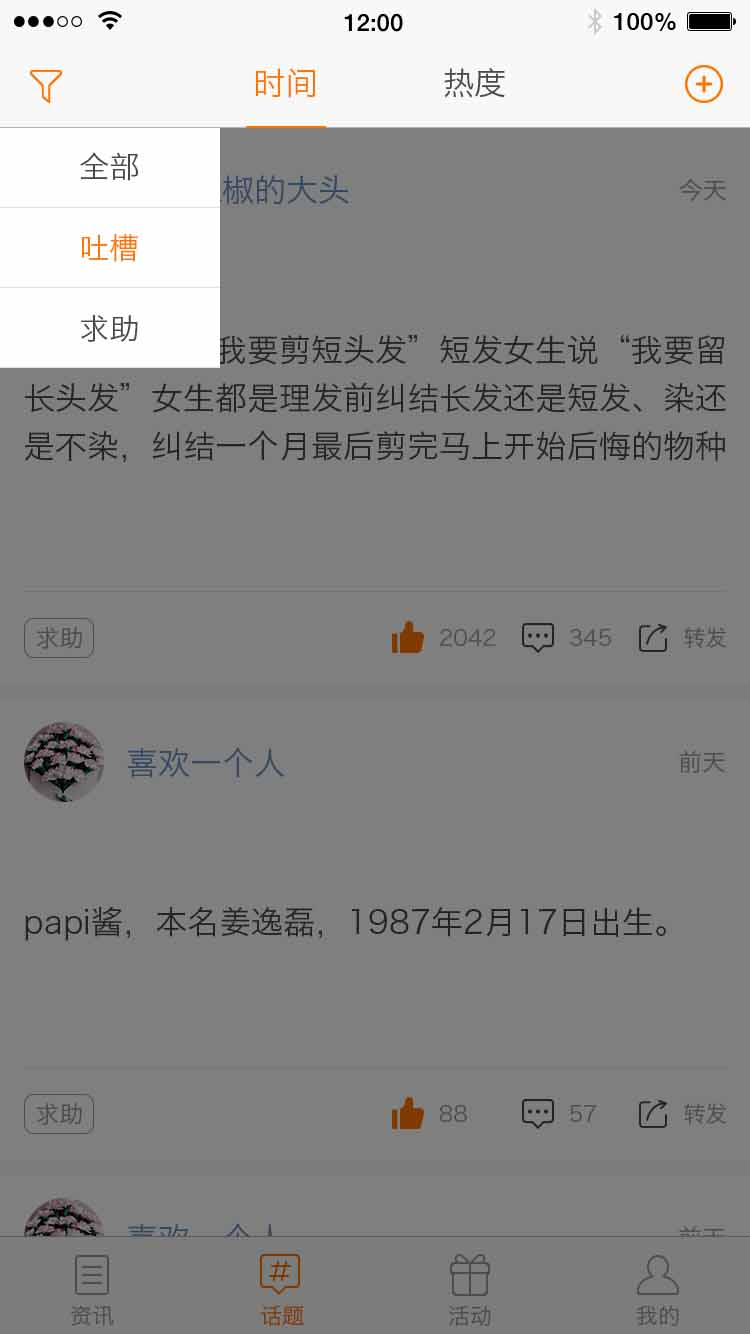 12:00 100%
时间 热度
全部
吐槽
求助
椒的大头 今天
我要剪短头发”短发女生说“我要留
长头发”女生都是理发前纠结长发还是短发、染还
是不染，纠结一个月最后剪完马上开始后悔的物种
求助 2042 345 转发
喜欢一个人 前天
papi酱，本名姜逸磊，1987年2月17日出生。
求助 88 57 转发
资讯 话题 活动 我的